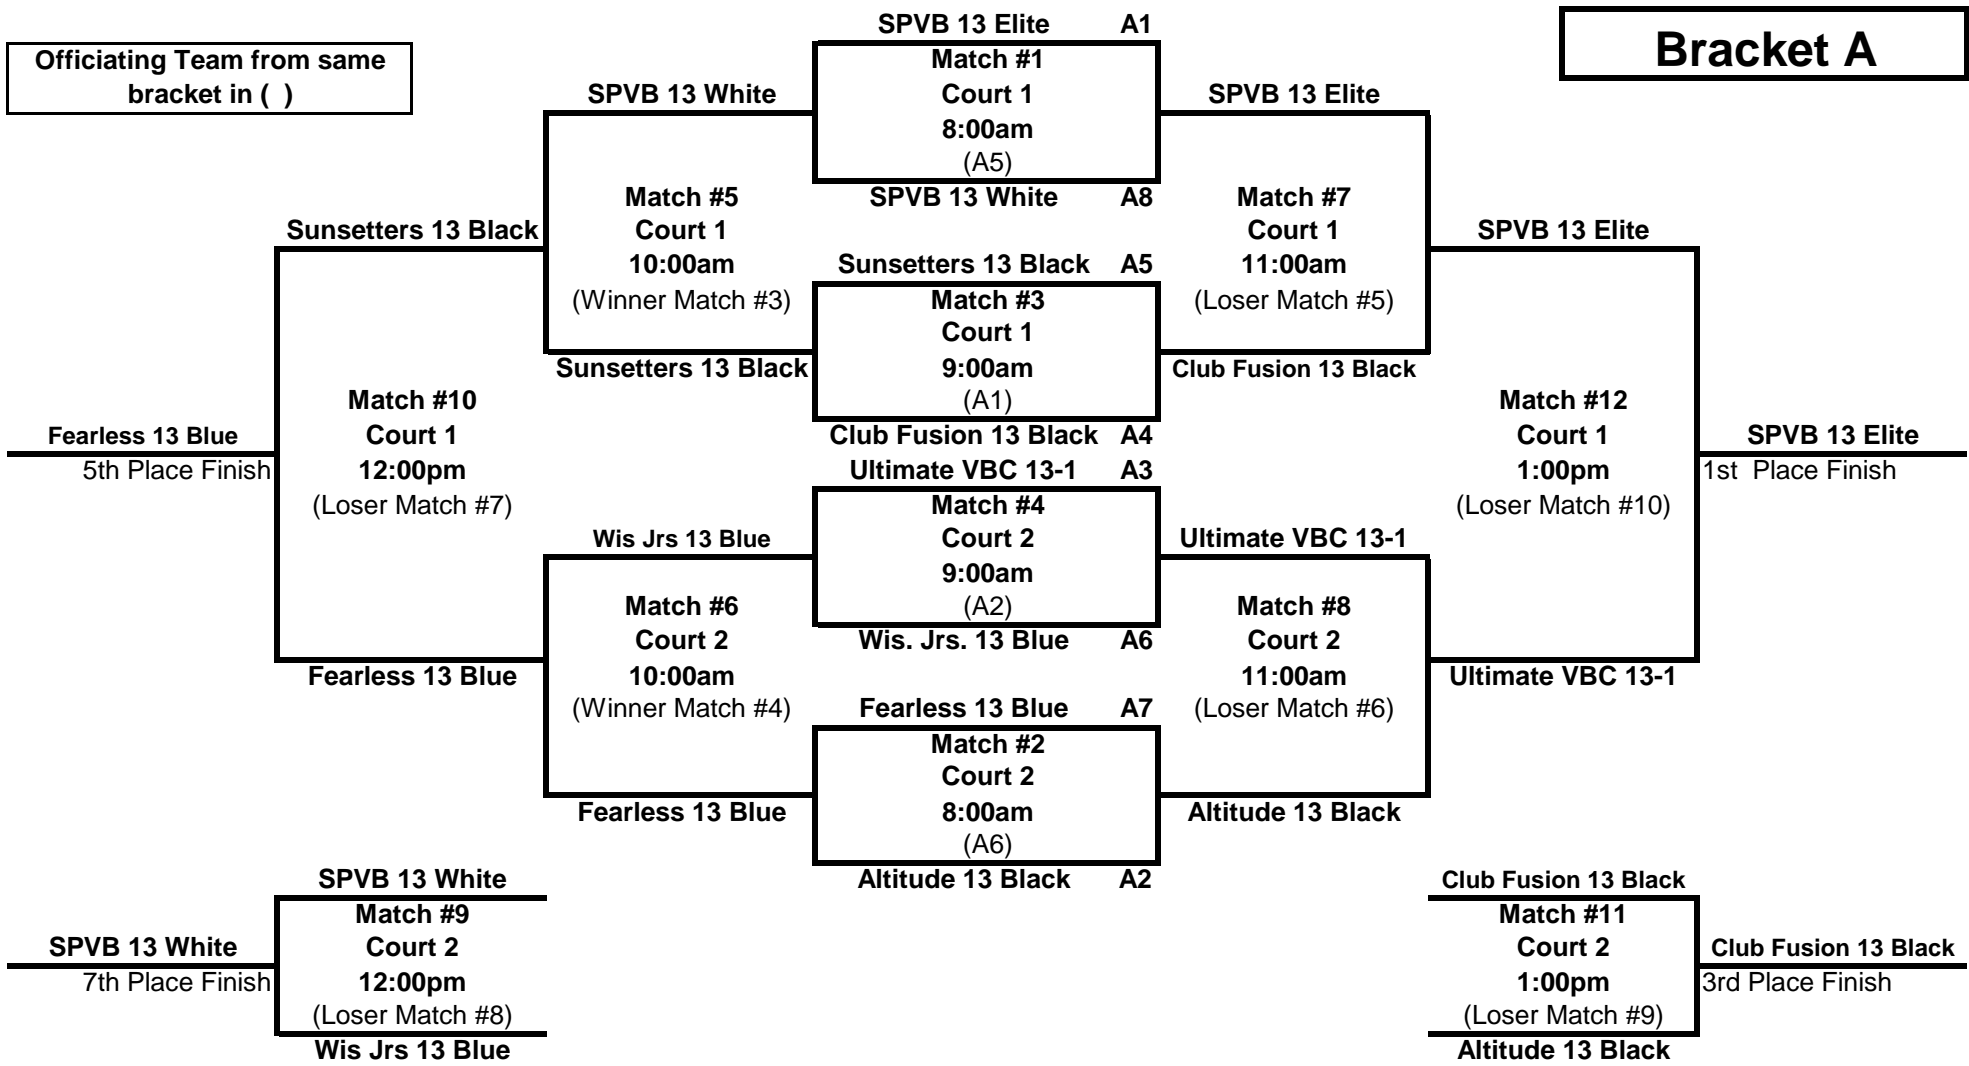 SPVB 13 Elite A1
Bracket A
Officiating Team from same
bracket in ( )
Match #1
Court 1
8:00am
(A5)
SPVB 13 White A8
SPVB 13 White
SPVB 13 Elite
Match #5
Court 1
10:00am
(Winner Match #3)
Match #7
Court 1
11:00am
(Loser Match #5)
Sunsetters 13 Black
SPVB 13 Elite
Sunsetters 13 Black A5
Match #3
Court 1
9:00am
(A1)
Club Fusion 13 Black A4
Sunsetters 13 Black
Club Fusion 13 Black
Match #10
Court 1
12:00pm
(Loser Match #7)
Match #12
Court 1
1:00pm
(Loser Match #10)
Fearless 13 Blue
5th Place Finish
SPVB 13 Elite
1st  Place Finish
Ultimate VBC 13-1 A3
Match #4
Court 2
9:00am
(A2)
Wis. Jrs. 13 Blue A6
Wis Jrs 13 Blue
Ultimate VBC 13-1
Match #6
Court 2
10:00am
(Winner Match #4)
Match #8
Court 2
11:00am
(Loser Match #6)
Fearless 13 Blue
Ultimate VBC 13-1
Fearless 13 Blue A7
Match #2
Court 2
8:00am
(A6)
Altitude 13 Black A2
Fearless 13 Blue
Altitude 13 Black
SPVB 13 White
Match #9
Court 2
12:00pm
(Loser Match #8)
Wis Jrs 13 Blue
SPVB 13 White
7th Place Finish
Club Fusion 13 Black
Match #11
Court 2
1:00pm
(Loser Match #9)
Altitude 13 Black
Club Fusion 13 Black
3rd Place Finish